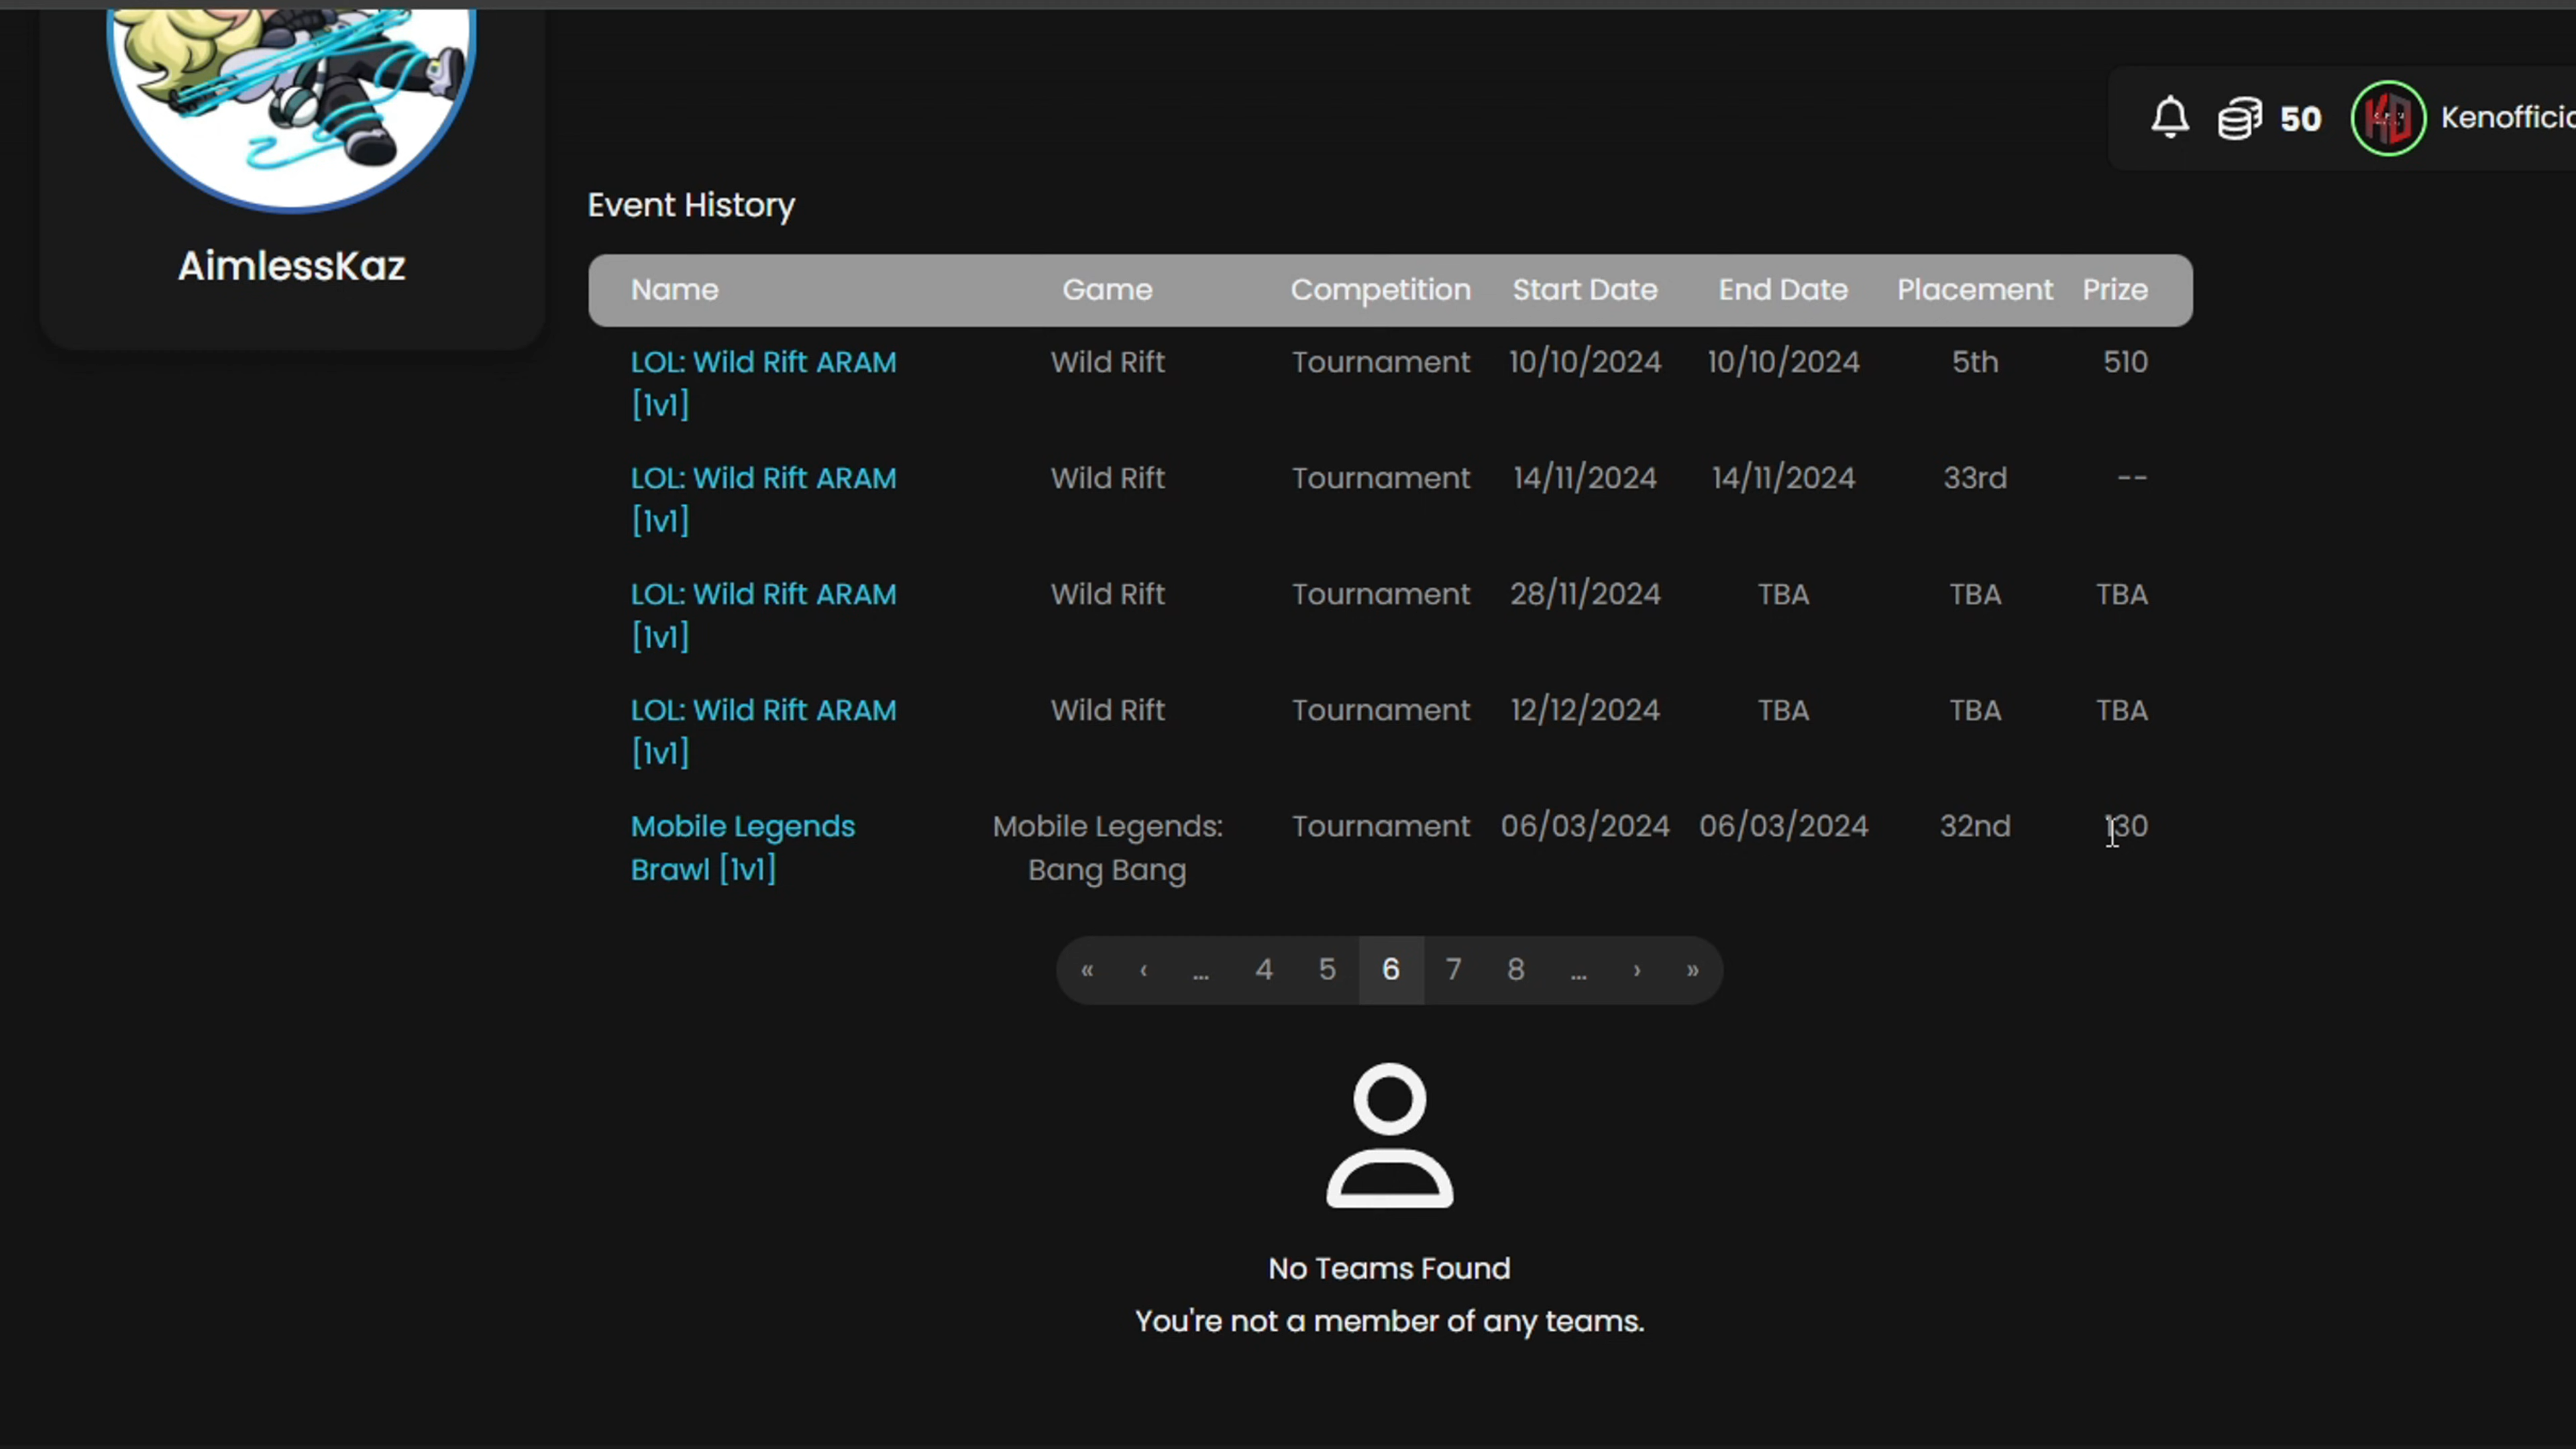 50 Kenofficia
Event History
AimlessKaz
Name Game Competition Start Date End Date Placement Prize
LOL: Wild Rift ARAM Wild Rift Tournament 10/10/2024 10/10/2024 5th 510
[1v1]
LOL: Wild Rift ARAM Wild Rift Tournament 14/11/2024 14/11/2024 33rd --
[1v1]
LOL: Wild Rift ARAM Wild Rift Tournament 28/11/2024 TBA TBA TBA
[1v1]
LOL: Wild Rift ARAM Wild Rift Tournament 12/12/2024 TBA TBA TBA
[1v1]
Mobile Legends Mobile Legends: Tournament 06/03/2024 06/03/2024 32nd 130
Brawl [1v1] Bang Bang
« ‹ ... 4 5 6 7 8 ... › »
No Teams Found
You're not a member of any teams.